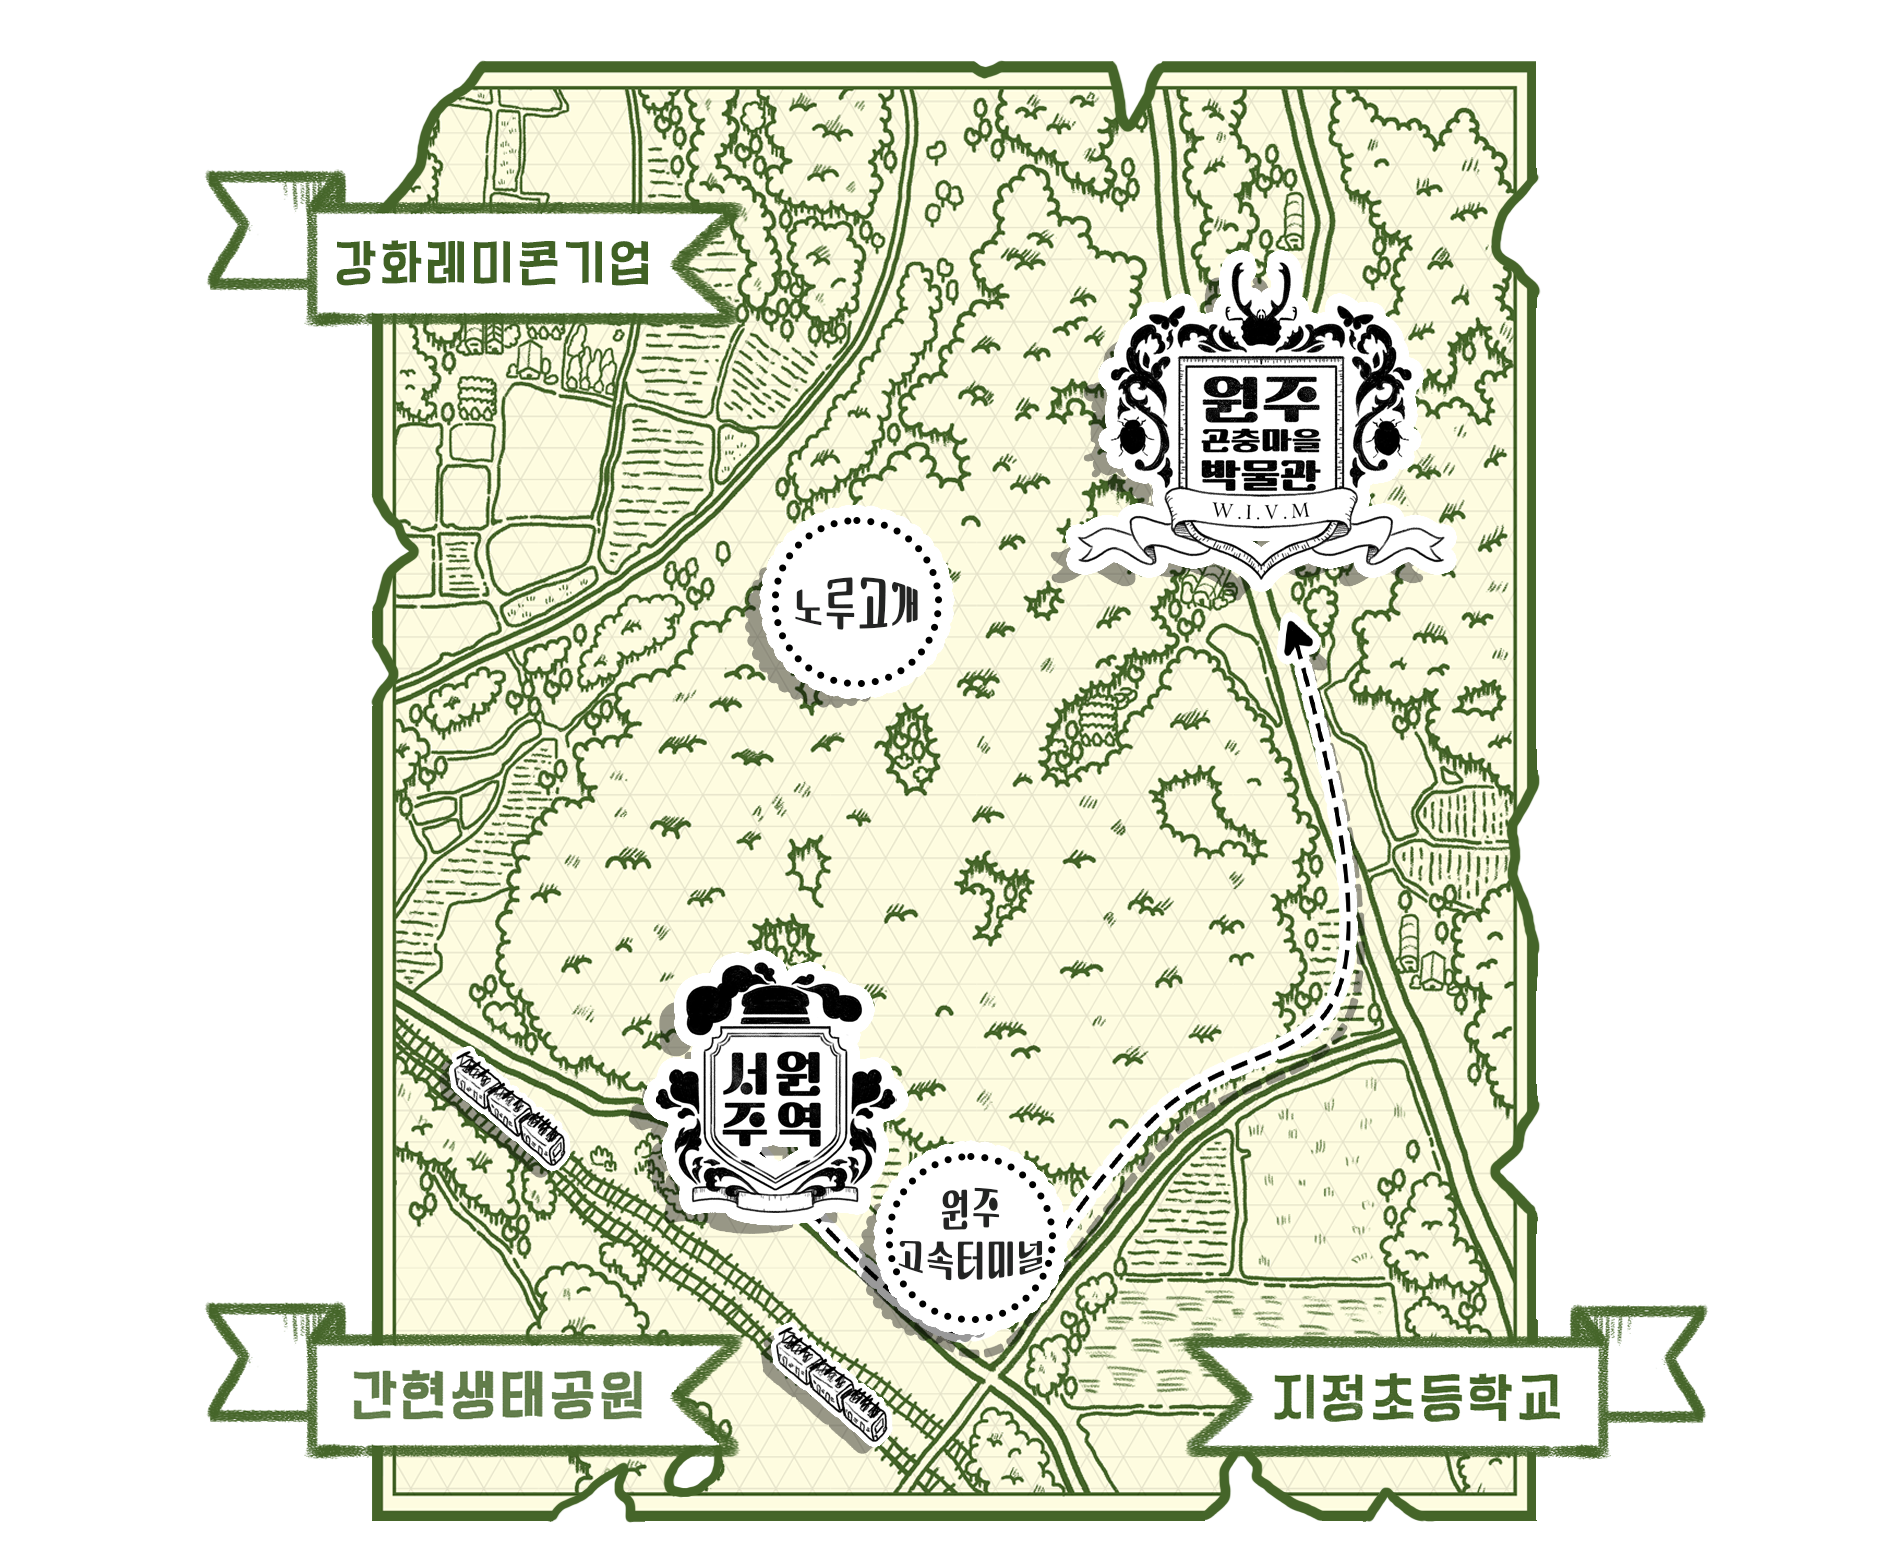 강화레미콘기업
원주
곤충마을
박물관
W.I.V.M
노루고개
서원
주역
원주
고속터미널
간현생태공원
지정초등학교